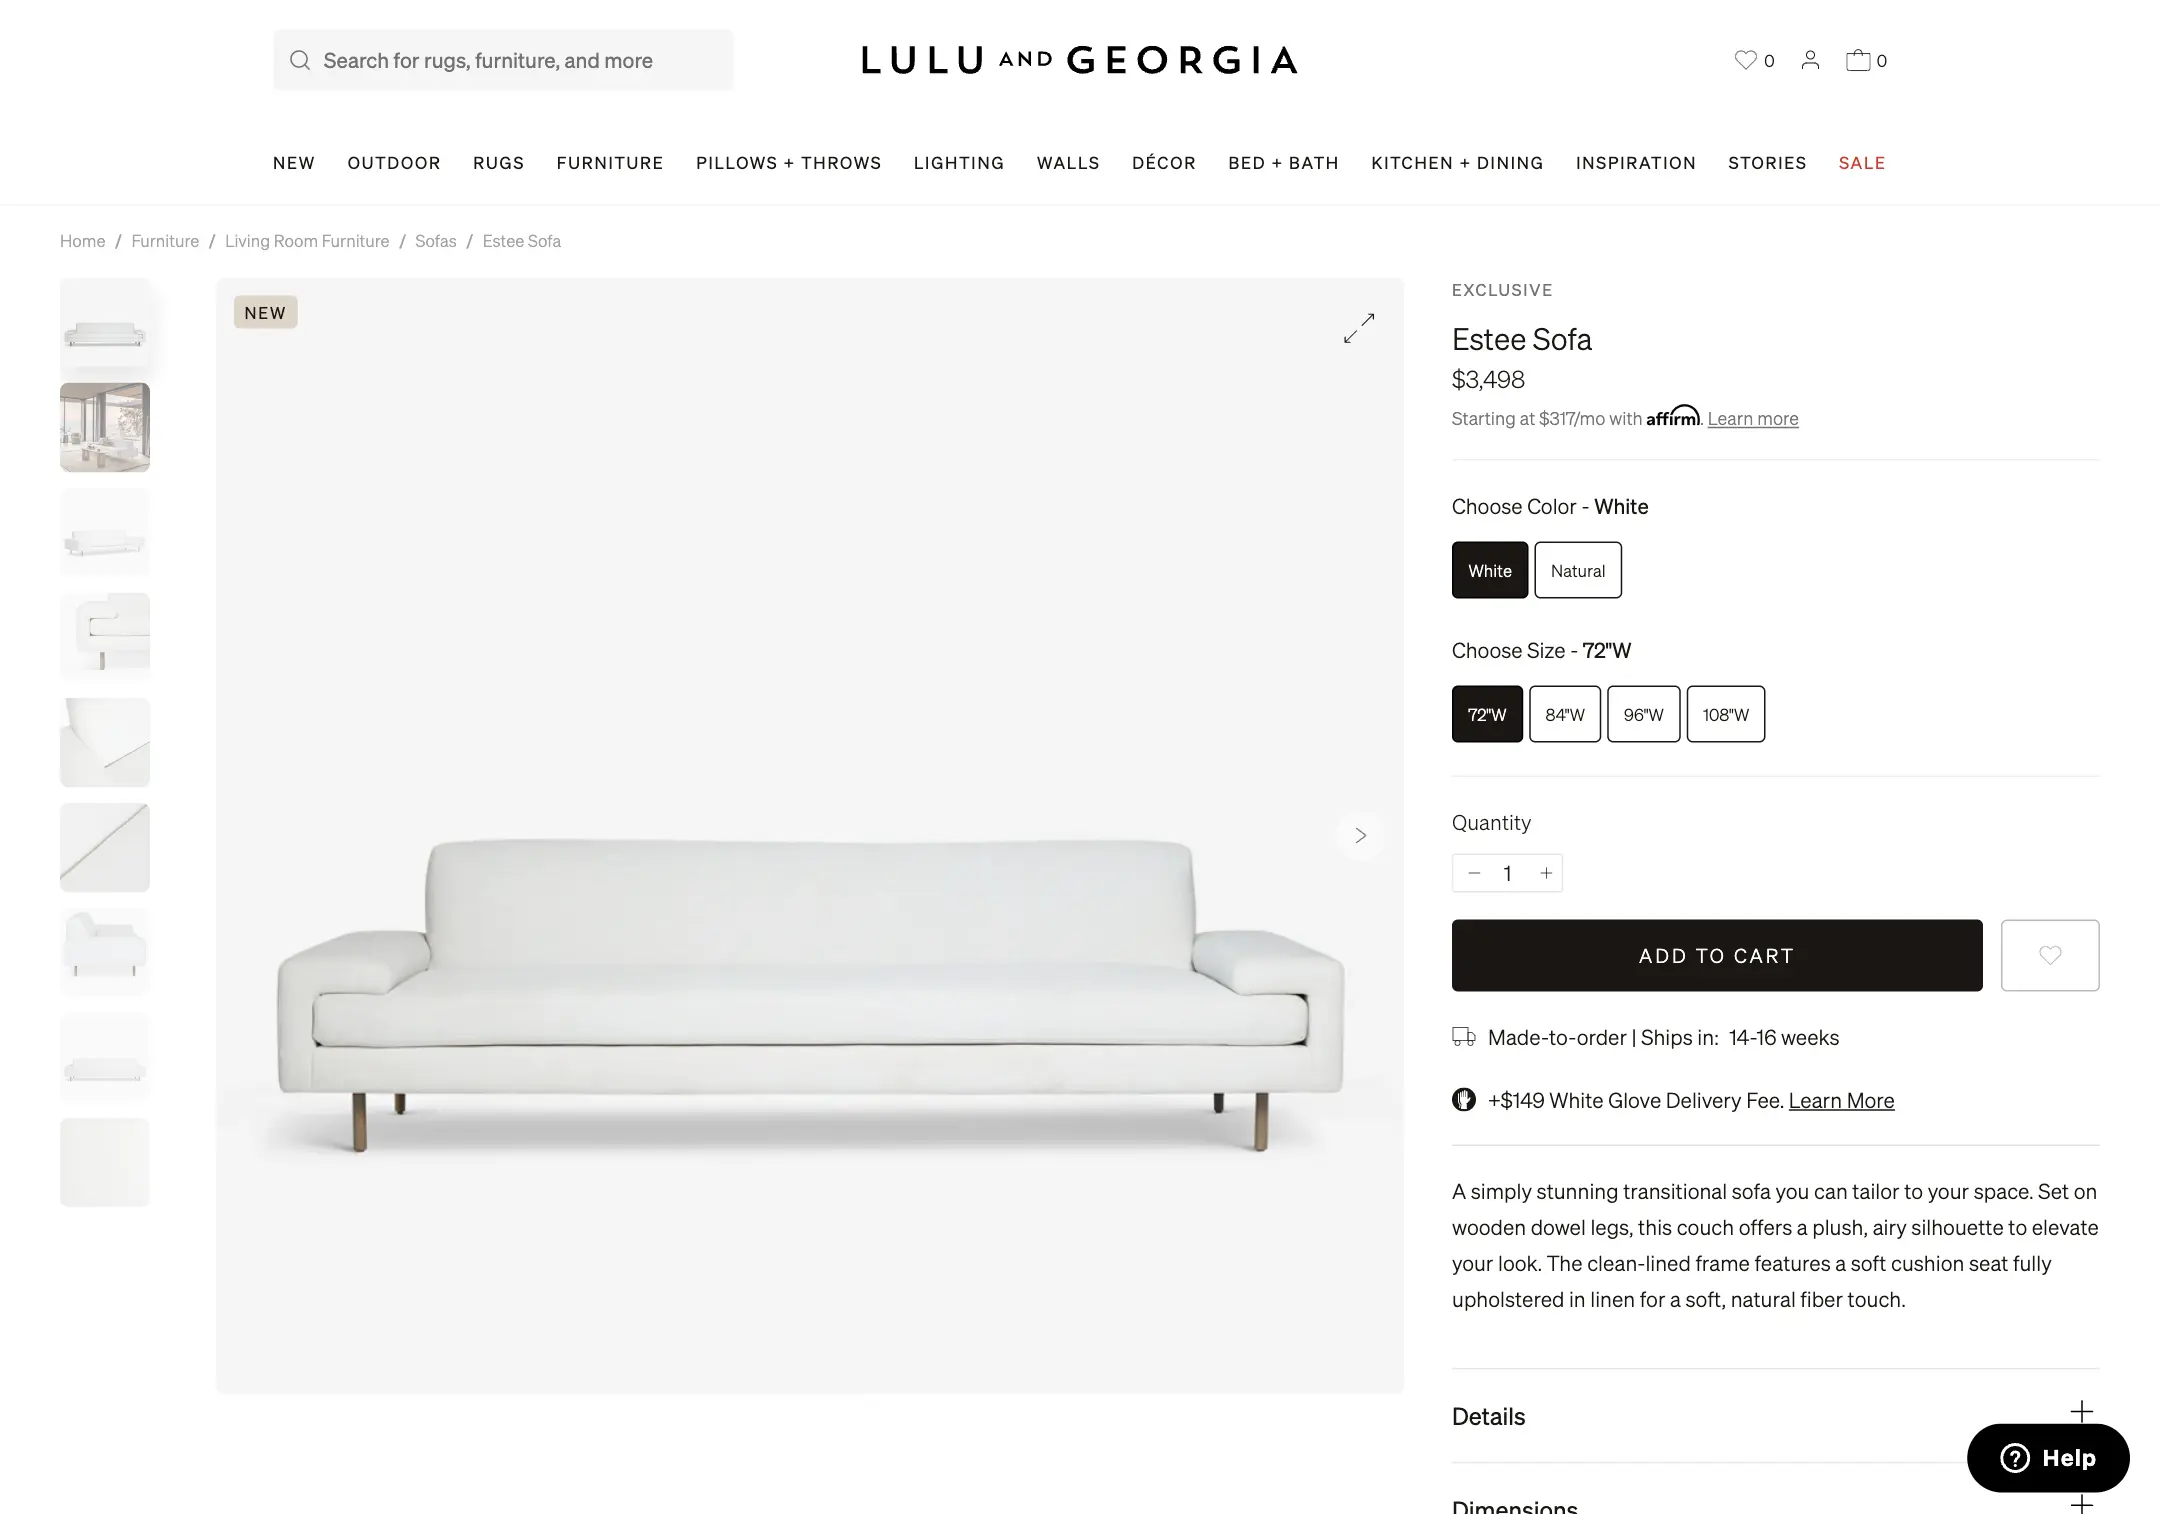 Search for rugs, furniture, and more
LULU AND GEORGIA
0
0
NEW OUTDOOR RUGS FURNITURE PILLOWS + THROWS LIGHTING WALLS DÉCOR BED + BATH KITCHEN + DINING INSPIRATION STORIES SALE
Home / Furniture / Living Room Furniture / Sofas / Estee Sofa
NEW
EXCLUSIVE
Estee Sofa
$3,498
Starting at $317/mo with affirm. Learn more
Choose Color - White
White Natural
Choose Size - 72"W
72"W 84"W 96"W 108"W
Quantity
− 1 +
ADD TO CART
Made-to-order | Ships in: 14-16 weeks
+$149 White Glove Delivery Fee. Learn More
A simply stunning transitional sofa you can tailor to your space. Set on
wooden dowel legs, this couch offers a plush, airy silhouette to elevate
your look. The clean-lined frame features a soft cushion seat fully
upholstered in linen for a soft, natural fiber touch.
Details
Help
Dimensions